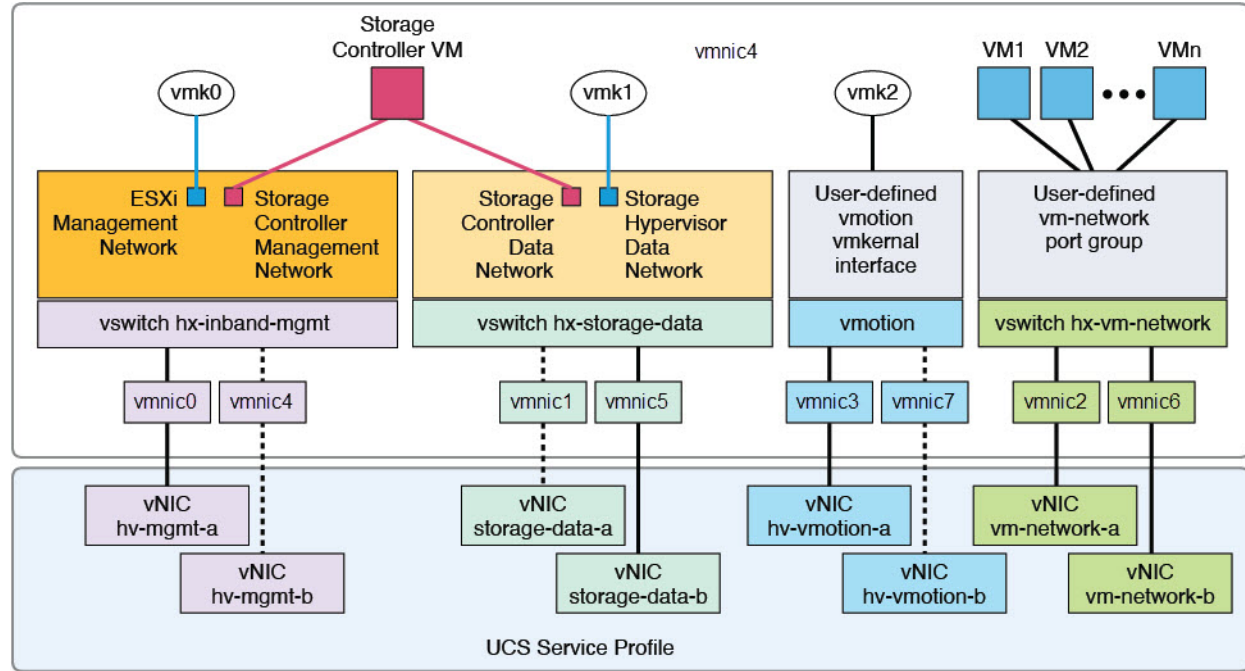 Storage
Controller VM
vmnic4
VM1
VM2
VMn
vmk0
vmk1
vmk2
ESXi
Management
Network
Storage
Controller
Management
Network
Storage
Controller
Data
Network
Storage
Hypervisor
Data
Network
User-defined
vmotion
vmkernal
interface
User-defined
vm-network
port group
vswitch hx-inband-mgmt
vswitch hx-storage-data
vmotion
vswitch hx-vm-network
vmnic0
vmnic4
vmnic1
vmnic5
vmnic3
vmnic7
vmnic2
vmnic6
vNIC
hv-mgmt-a
vNIC
storage-data-a
vNIC
hv-vmotion-a
vNIC
vm-network-a
vNIC
hv-mgmt-b
vNIC
storage-data-b
vNIC
hv-vmotion-b
vNIC
vm-network-b
UCS Service Profile